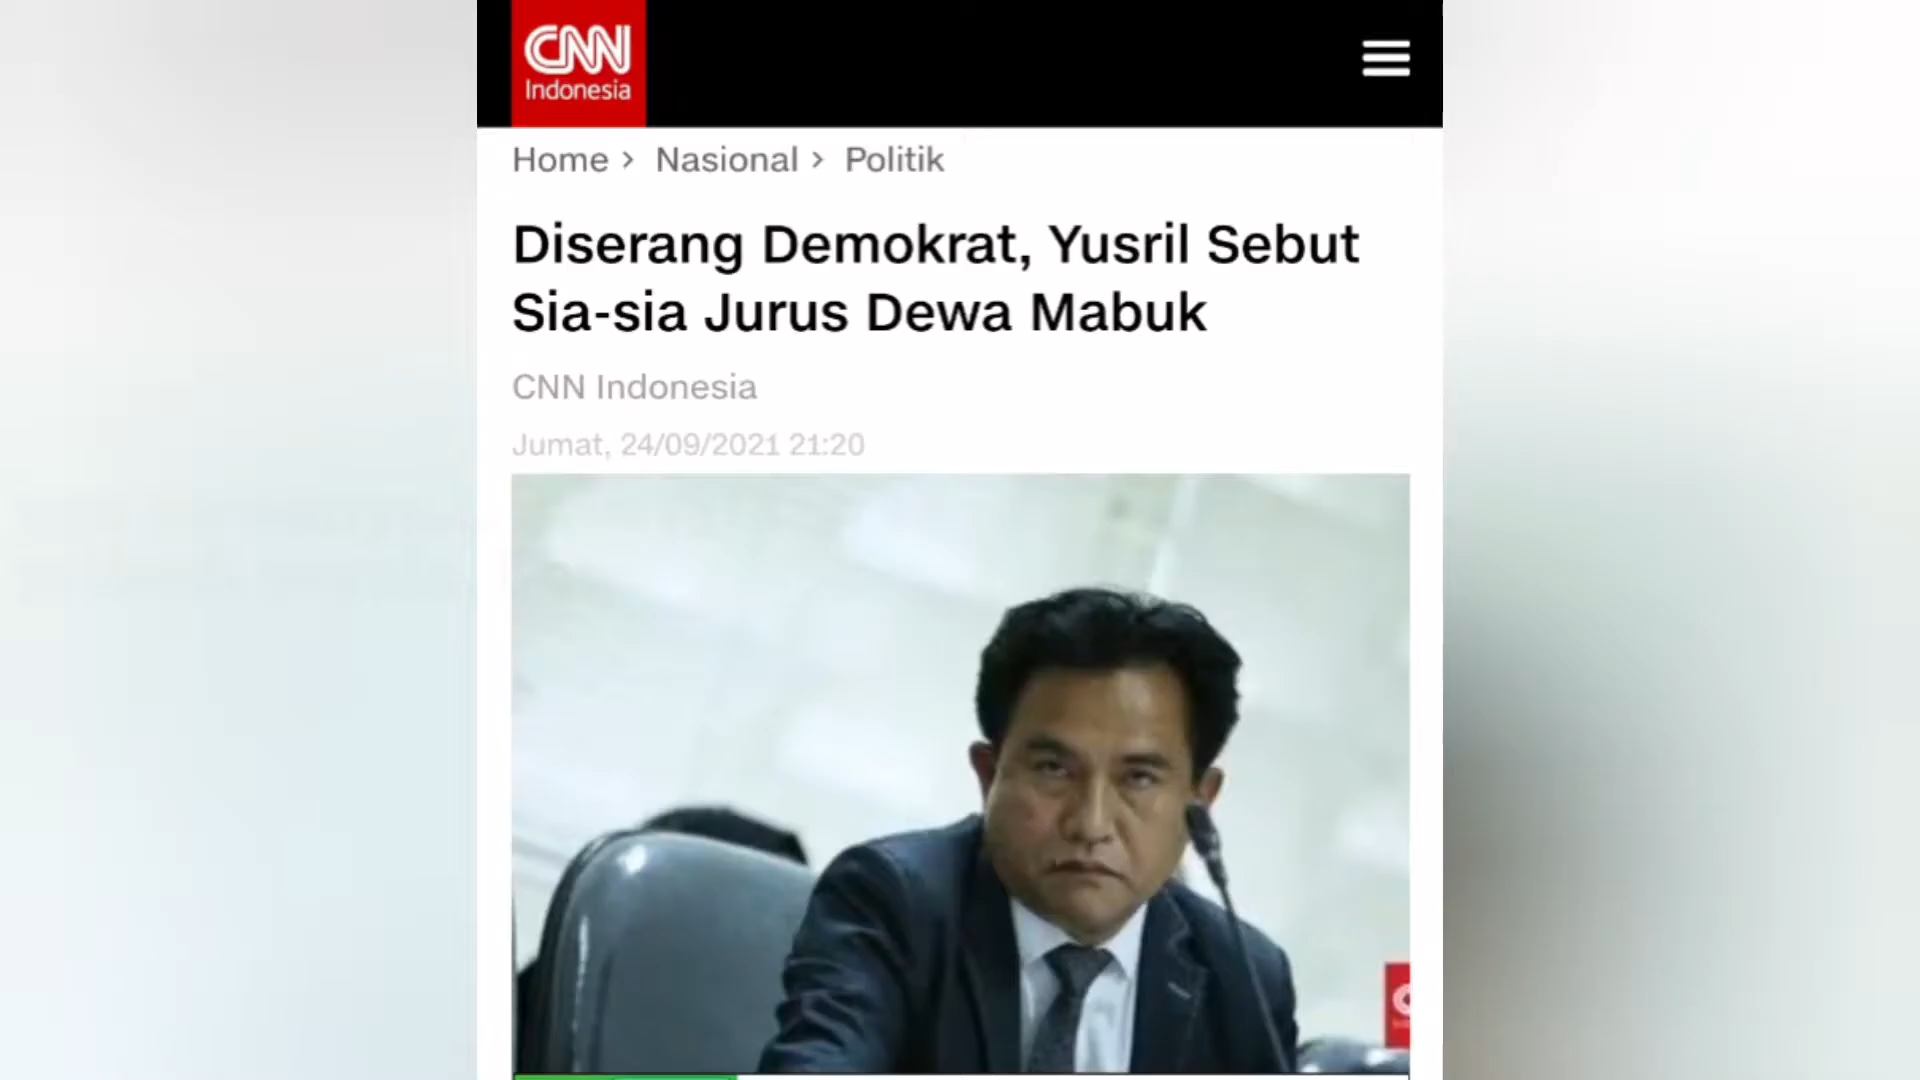 CNN
Indonesia
Home > Nasional > Politik
Diserang Demokrat, Yusril Sebut
Sia-sia Jurus Dewa Mabuk
CNN Indonesia
Jumat, 24/09/2021 21:20